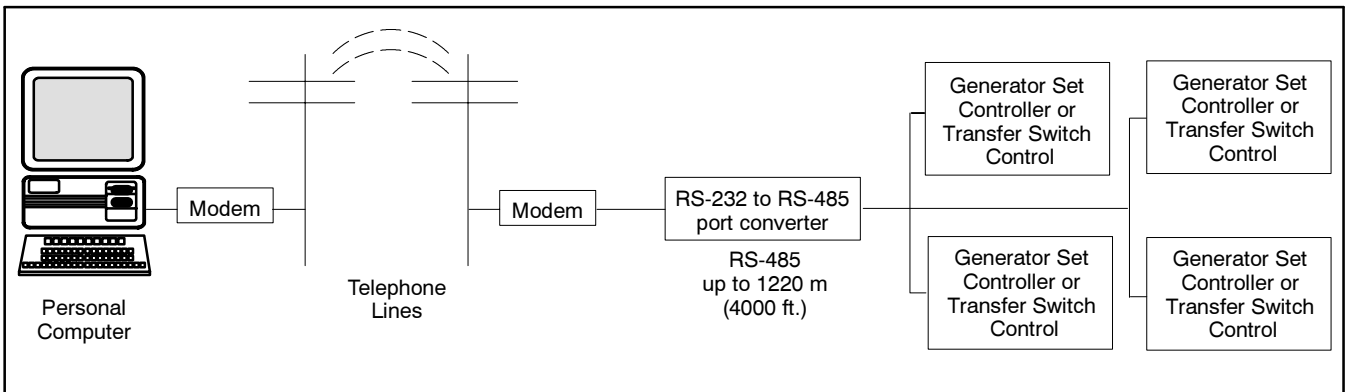 Personal
Computer
Modem
Telephone
Lines
Modem
RS-232 to RS-485
port converter
RS-485
up to 1220 m
(4000 ft.)
Generator Set
Controller or
Transfer Switch
Control
Generator Set
Controller or
Transfer Switch
Control
Generator Set
Controller or
Transfer Switch
Control
Generator Set
Controller or
Transfer Switch
Control